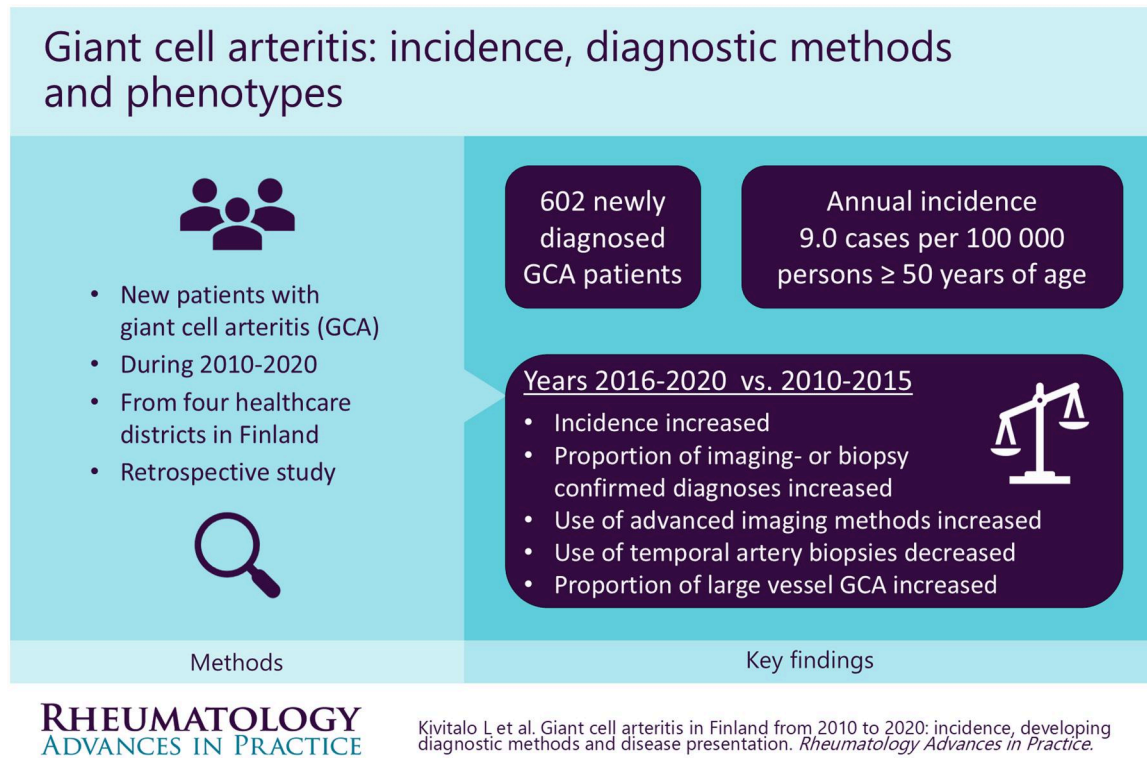 Giant cell arteritis: incidence, diagnostic methods
and phenotypes
• New patients with
giant cell arteritis (GCA)
• During 2010-2020
• From four healthcare
districts in Finland
• Retrospective study
Methods
602 newly
diagnosed
GCA patients
Annual incidence
9.0 cases per 100 000
persons ≥ 50 years of age
Years 2016-2020 vs. 2010-2015
• Incidence increased
• Proportion of imaging- or biopsy
confirmed diagnoses increased
• Use of advanced imaging methods increased
• Use of temporal artery biopsies decreased
• Proportion of large vessel GCA increased
Key findings
RHEUMATOLOGY
ADVANCES IN PRACTICE
Kivitalo L et al. Giant cell arteritis in Finland from 2010 to 2020: incidence, developing
diagnostic methods and disease presentation. Rheumatology Advances in Practice.